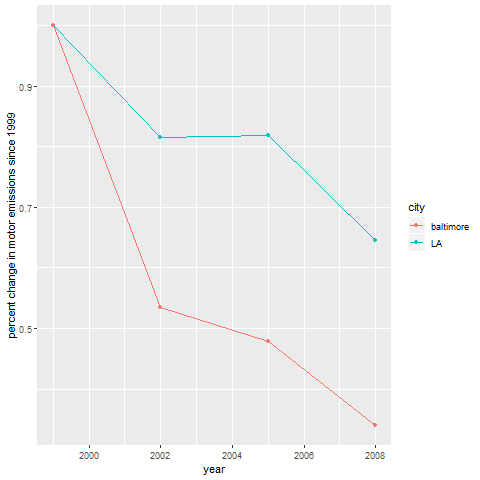 percent change in motor emissions since 1999
0.9
0.7
0.5
2000 2002 2004 2006 2008
year
city
baltimore
LA